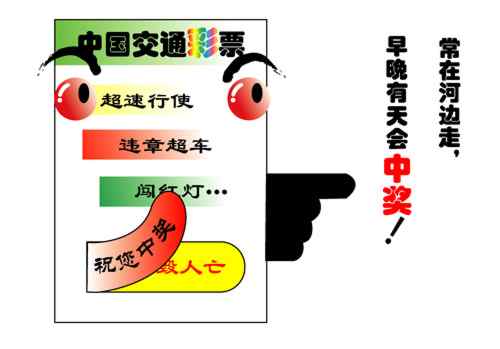 中国交通彩票
超速行使
违章超车
闯红灯…
祝您中奖
毁人亡
常在河边走，
早晚有天会中奖！